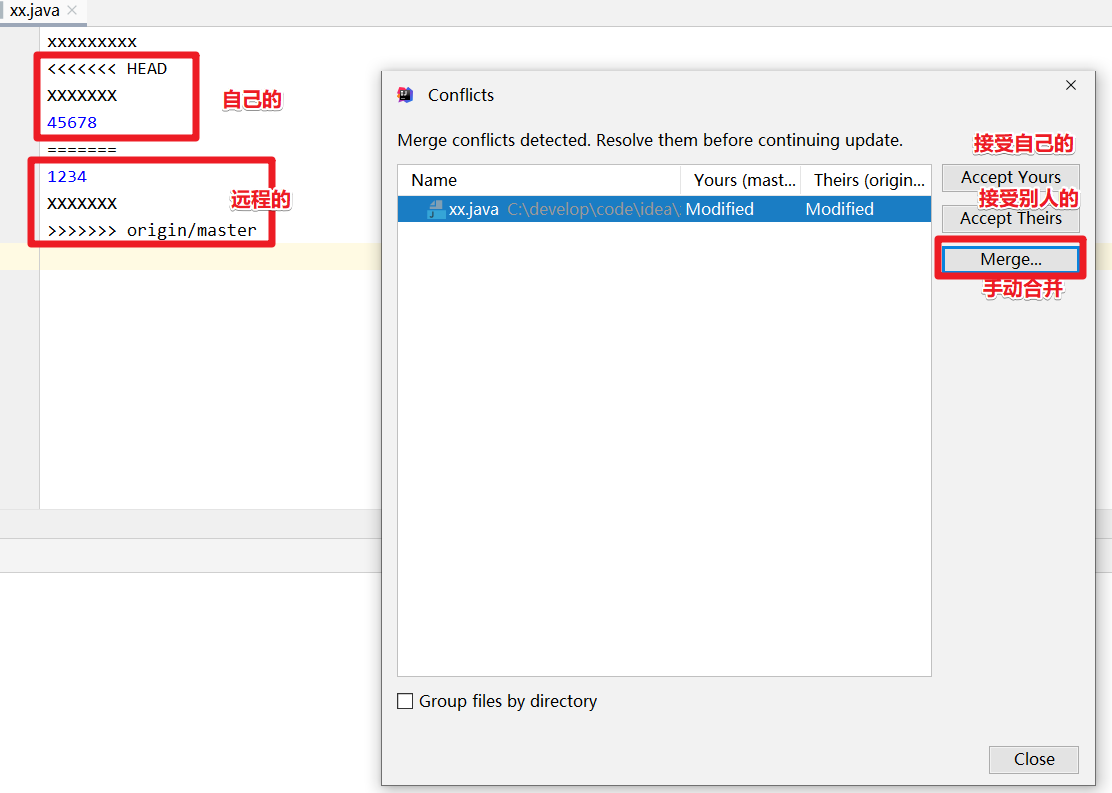 xx.java
xxxxxxxxx
<<<<<<< HEAD
xxxxxxx
45678
=======
1234
xxxxxxx
>>>>>>> origin/master
自己的
远程的
Conflicts
Merge conflicts detected. Resolve them before continuing update.
Name Yours (mast... Theirs (origin...
xx.java C:\develop\code\idea\ Modified Modified
接受自己的
Accept Yours
接受别人的
Accept Theirs
Merge...
手动合并
Group files by directory
Close